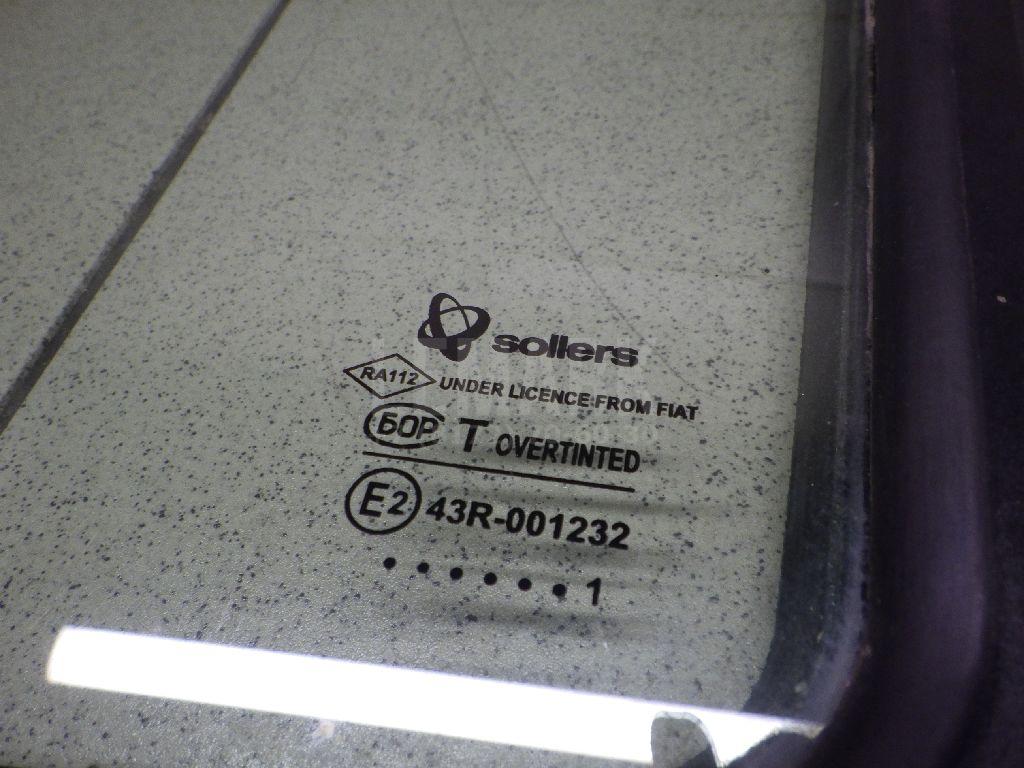 sollers
RA112 UNDER LICENCE FROM FIAT
БОР T OVERTINTED
E2 43R-001232
• • • • • • 1